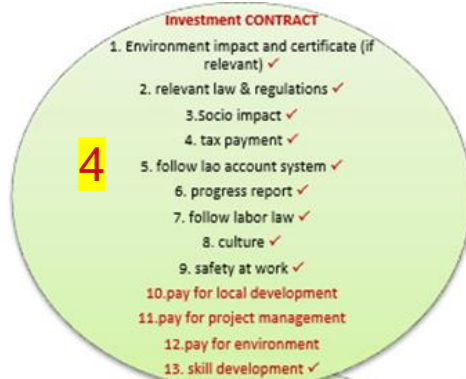 Investment CONTRACT
1. Environment impact and certificate (if
relevant) ✓
2. relevant law & regulations ✓
3.Socio impact ✓
4. tax payment ✓
4
5. follow lao account system ✓
6. progress report ✓
7. follow labor law ✓
8. culture ✓
9. safety at work ✓
10.pay for local development
11.pay for project management
12.pay for environment
13. skill development ✓